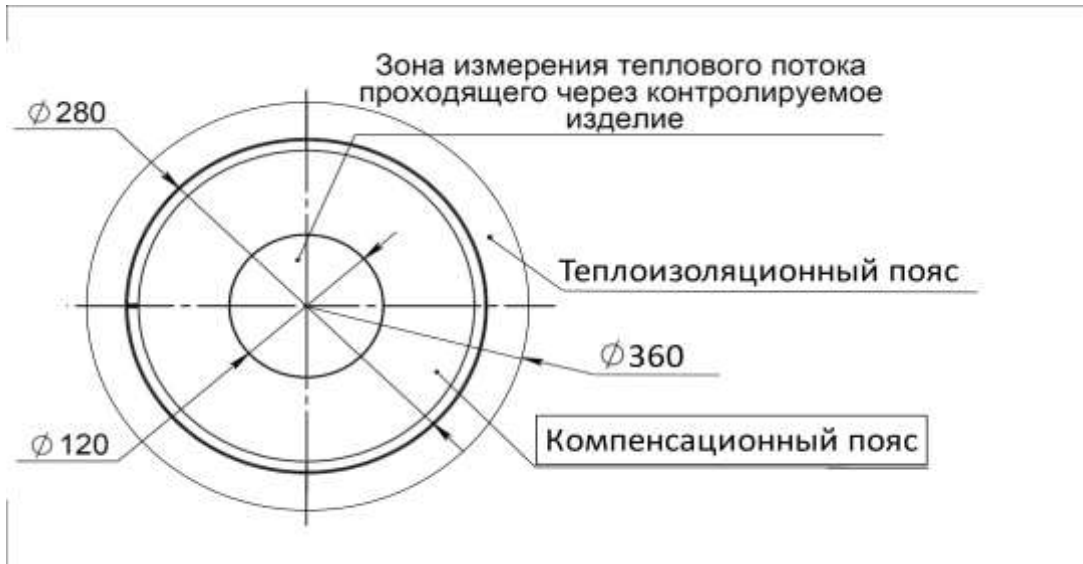 Зона измерения теплового потока
проходящего через контролируемое
изделие
∅280
Теплоизоляционный пояс
∅360
∅120
Компенсационный пояс